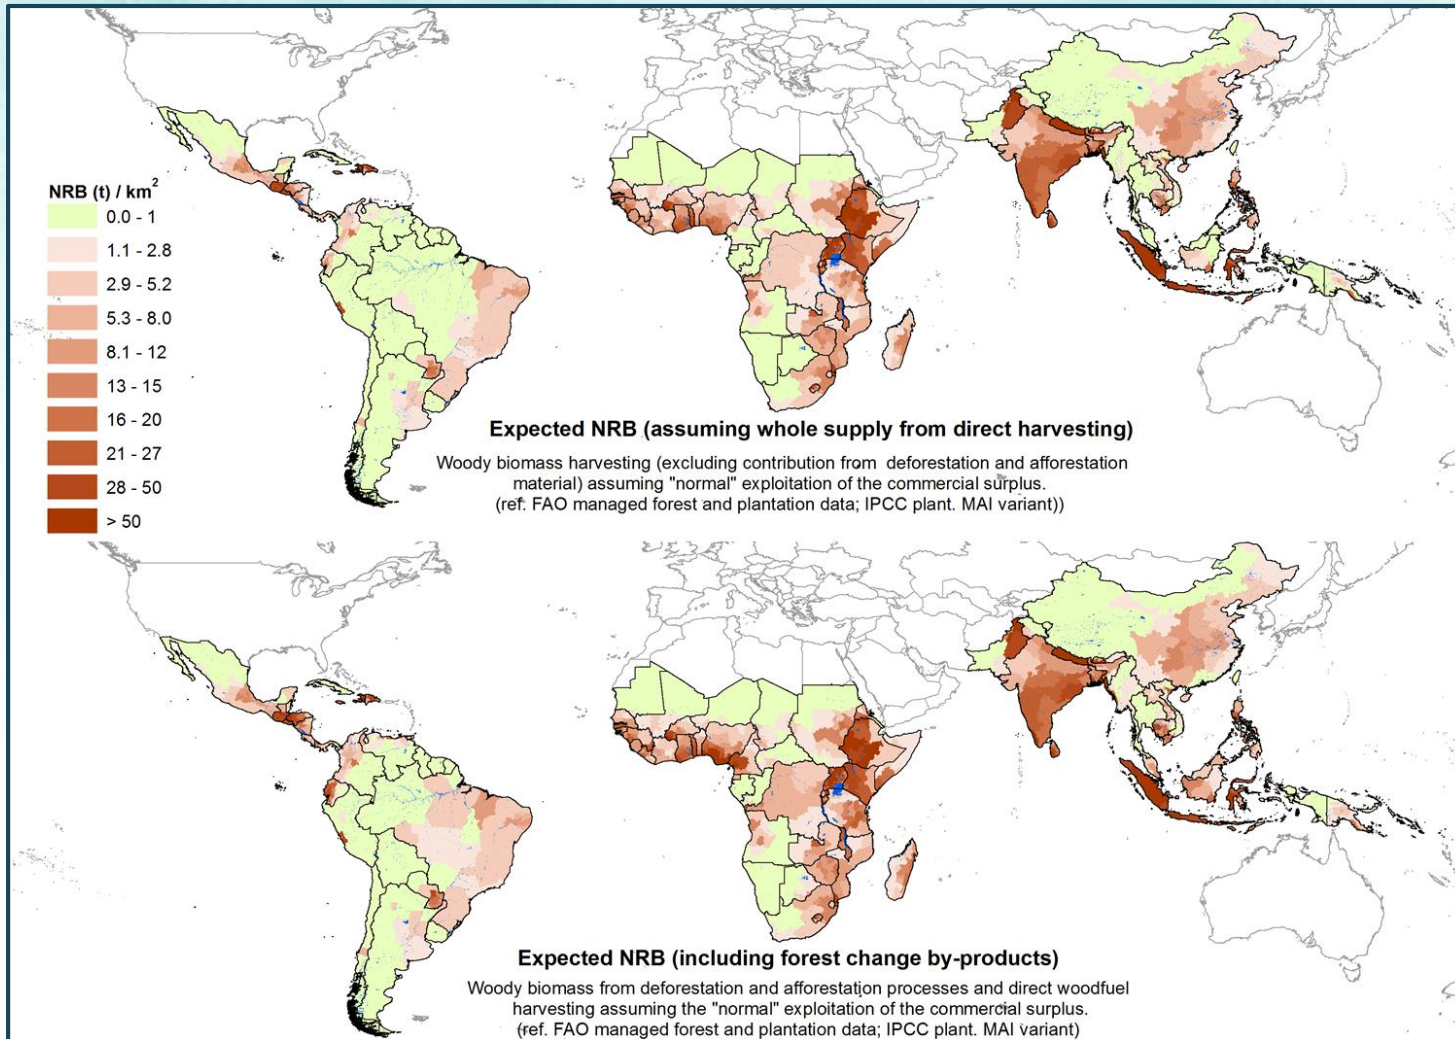 NRB (t) / km²
0.0 - 1
1.1 - 2.8
2.9 - 5.2
5.3 - 8.0
8.1 - 12
13 - 15
16 - 20
21 - 27
28 - 50
> 50
Expected NRB (assuming whole supply from direct harvesting)
Woody biomass harvesting (excluding contribution from deforestation and afforestation
material) assuming "normal" exploitation of the commercial surplus.
(ref: FAO managed forest and plantation data; IPCC plant. MAI variant))
Expected NRB (including forest change by-products)
Woody biomass from deforestation and afforestation processes and direct woodfuel
harvesting assuming the "normal" exploitation of the commercial surplus.
(ref. FAO managed forest and plantation data; IPCC plant. MAI variant)